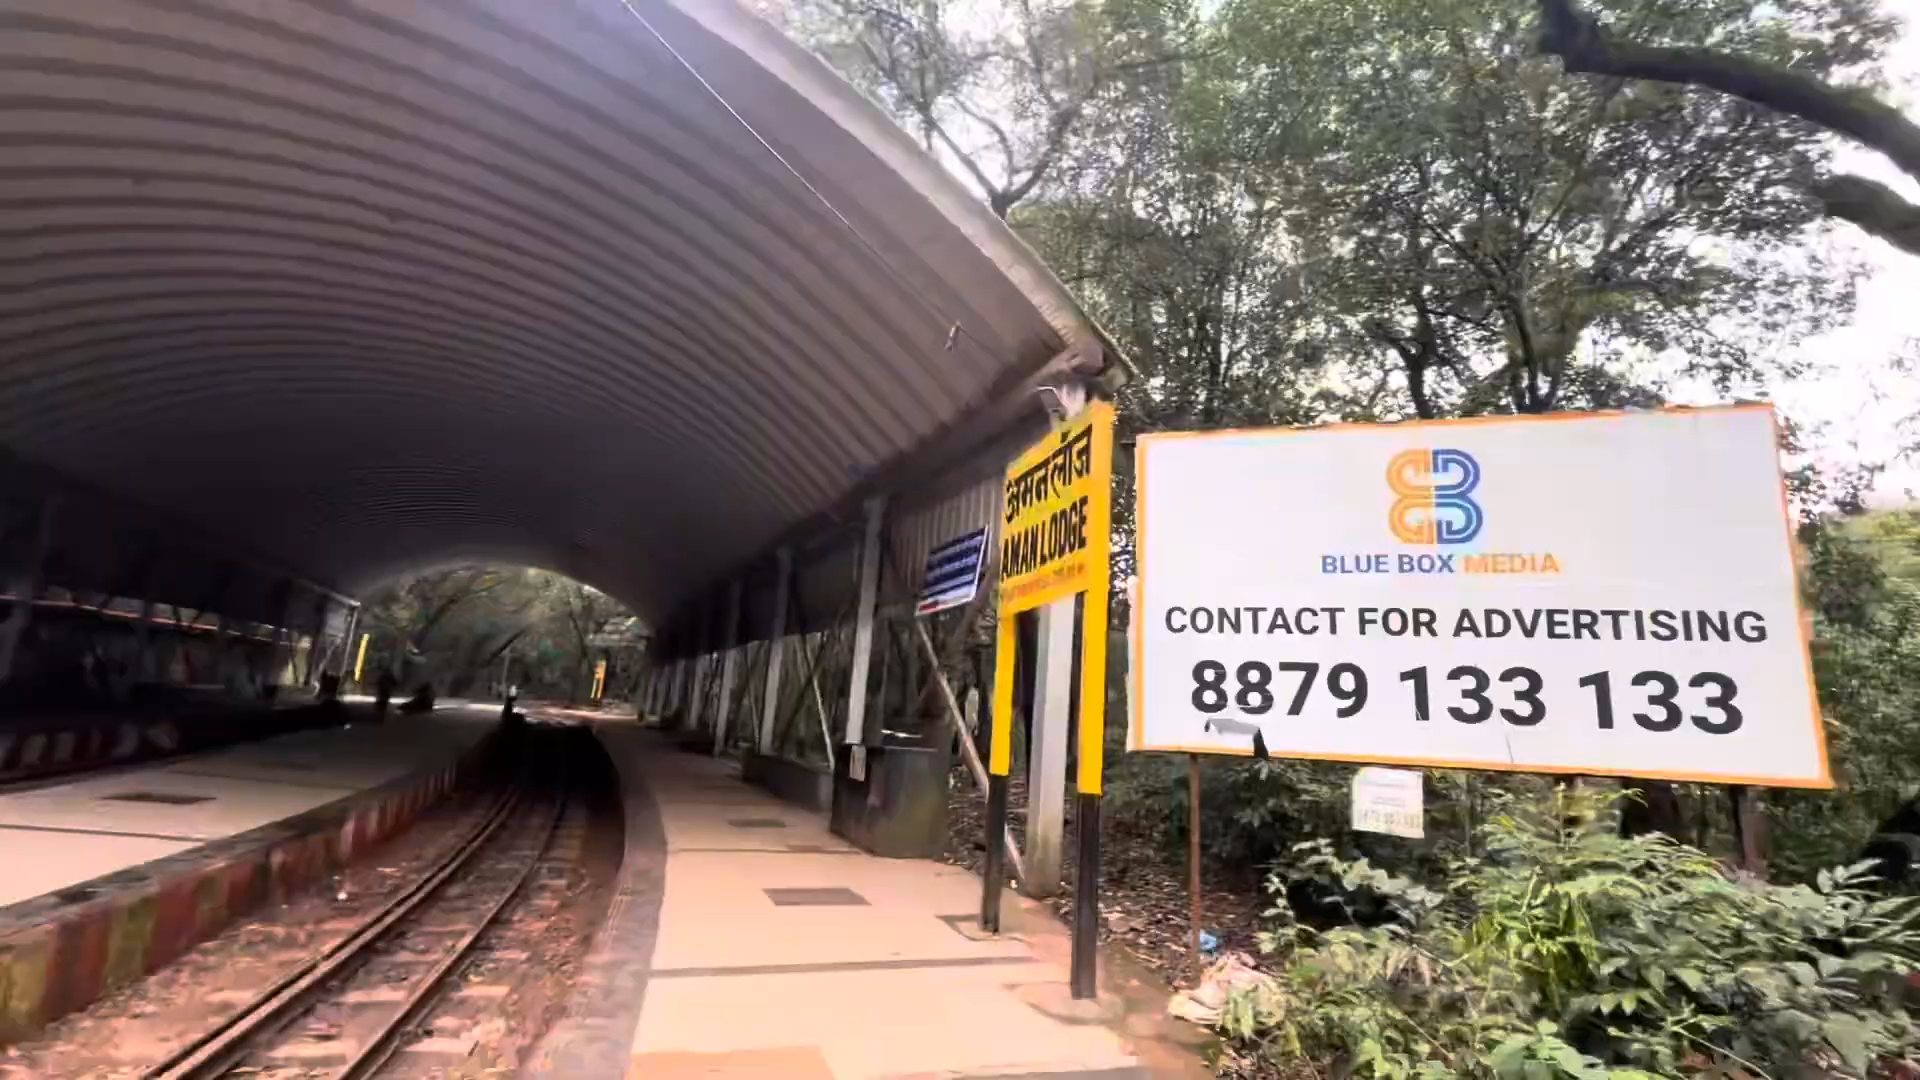 अमन लॉज
AMAN LODGE
BLUE BOX MEDIA
CONTACT FOR ADVERTISING
8879 133 133